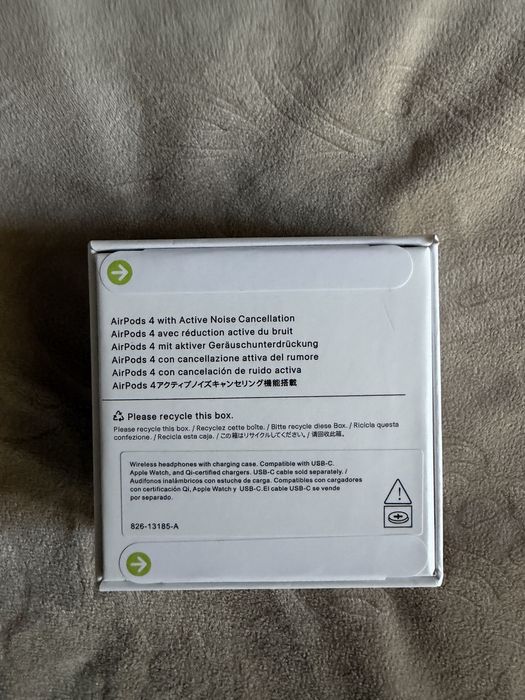 AirPods 4 with Active Noise Cancellation
AirPods 4 avec réduction active du bruit
AirPods 4 mit aktiver Geräuschunterdrückung
AirPods 4 con cancellazione attiva del rumore
AirPods 4 con cancelación de ruido activa
AirPods 4アクティブノイズキャンセリング機能搭載
Please recycle this box.
Please recycle this box. / Recyclez cette boîte. / Bitte recycle diese Box. / Ricicla questa
confezione. / Recicla esta caja. / この箱はリサイクルしてください。/ 请回收此箱。
Wireless headphones with charging case. Compatible with USB-C.
Apple Watch, and Qi-certified chargers. USB-C cable sold separately. /
Audífonos inalámbricos con estuche de carga. Compatibles con cargadores
con certificación Qi, Apple Watch y USB-C.El cable USB-C se vende
por separado.
826-13185-A